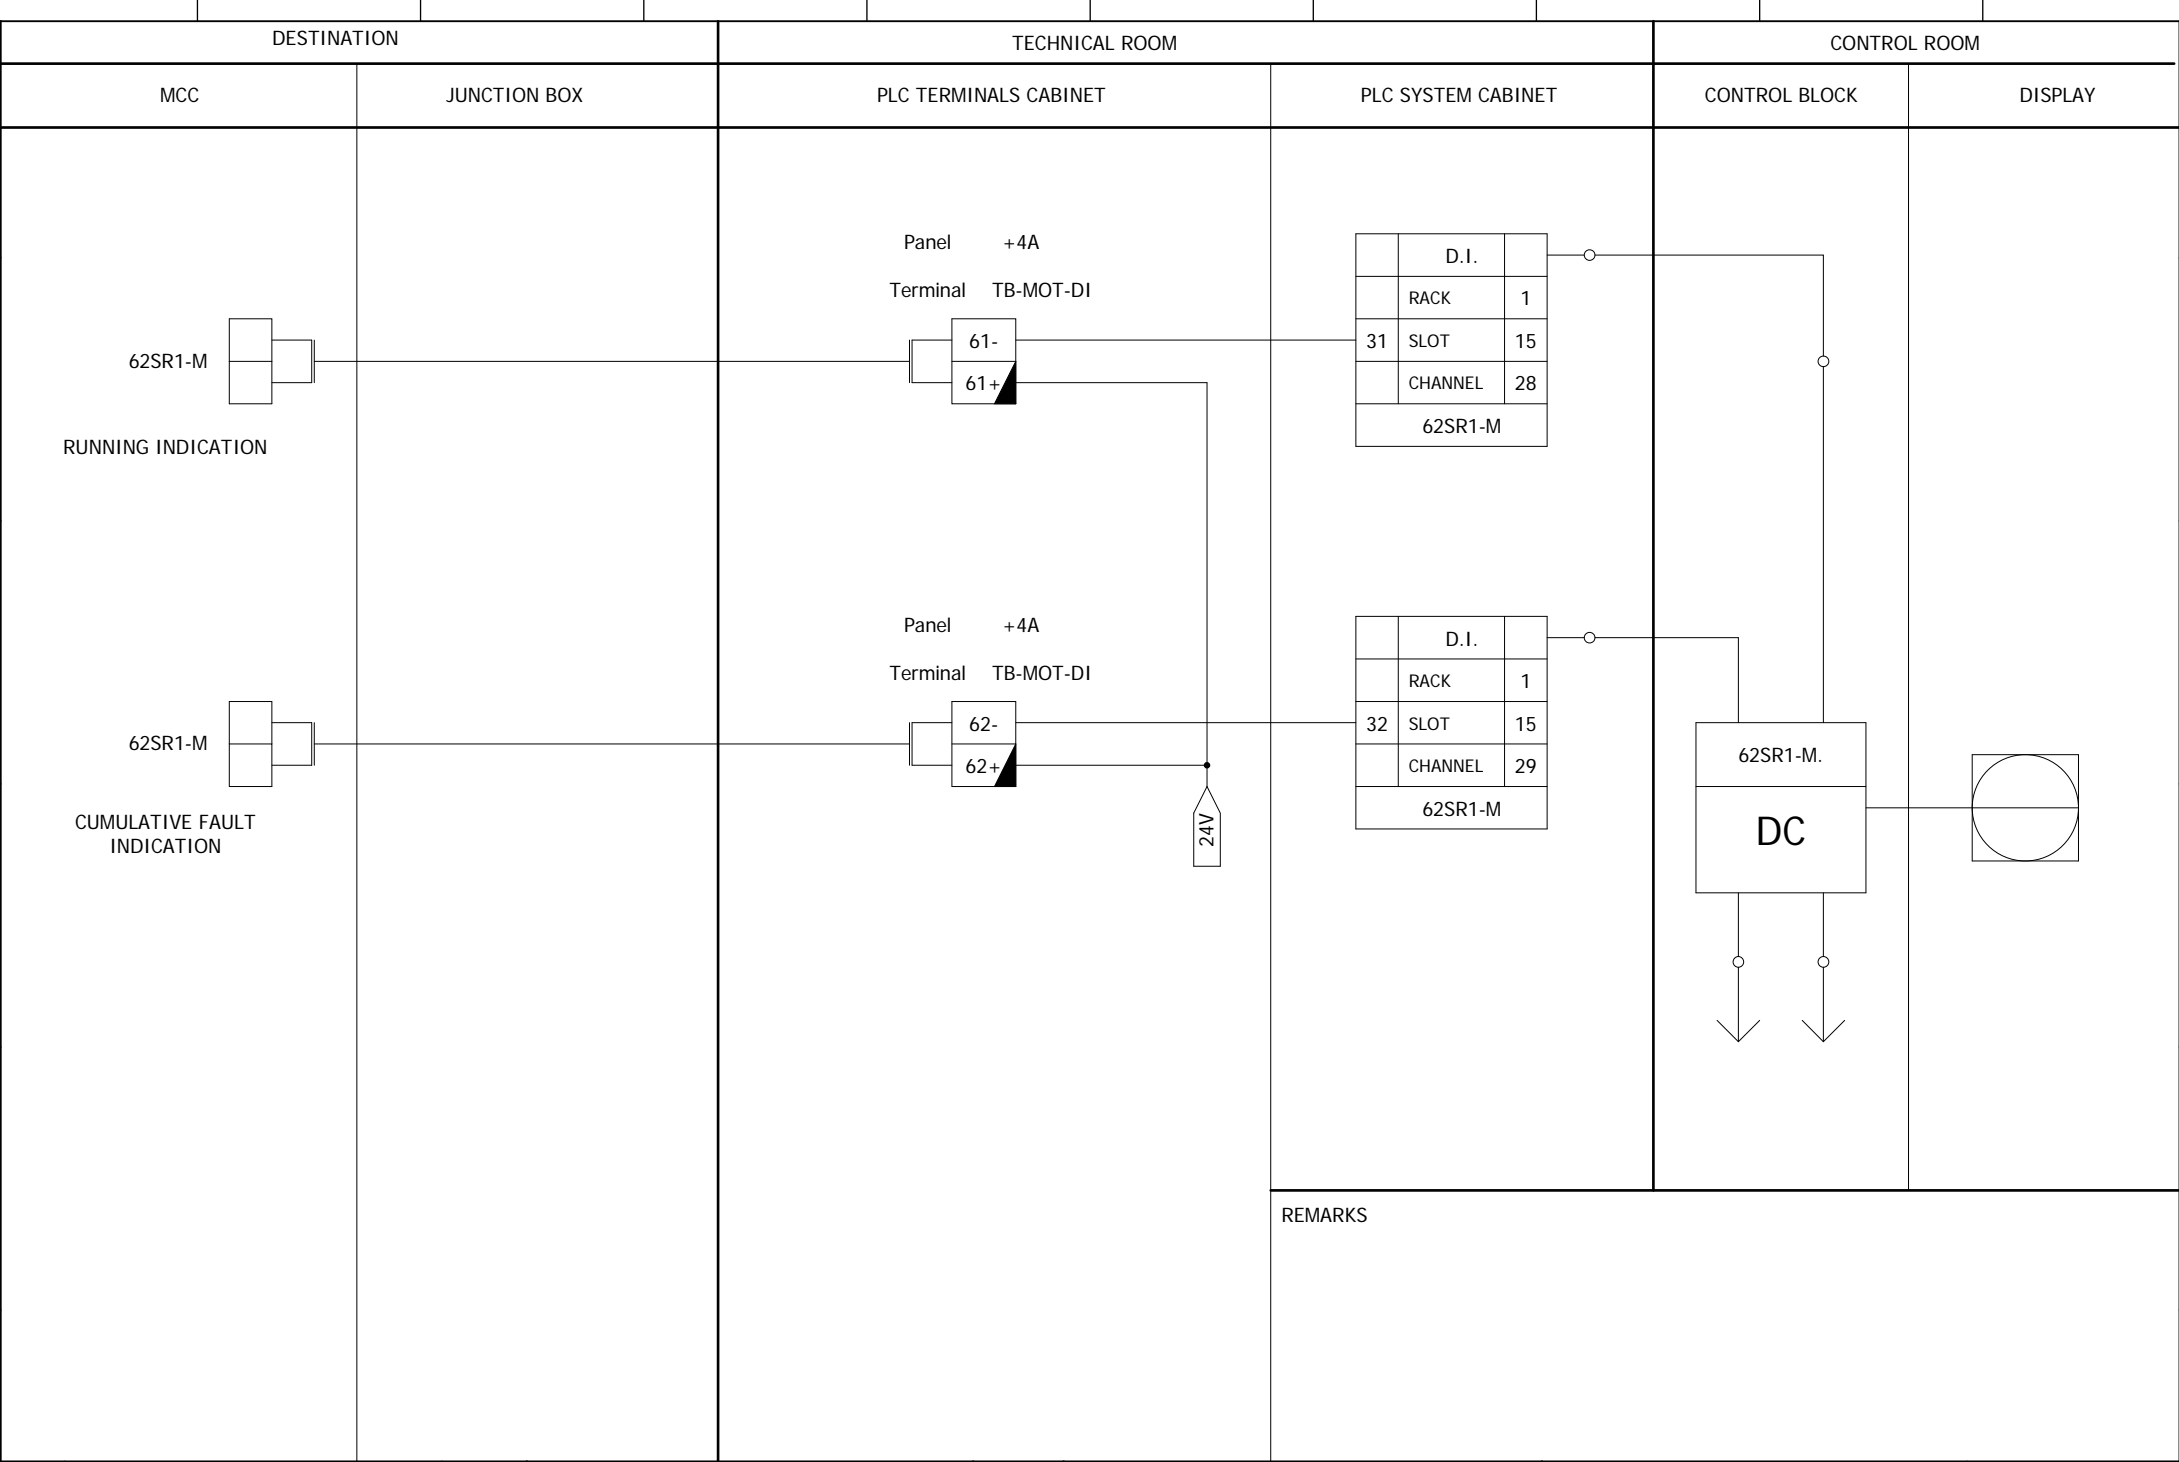 DESTINATION
TECHNICAL ROOM
CONTROL ROOM
MCC
JUNCTION BOX
PLC TERMINALS CABINET
PLC SYSTEM CABINET
CONTROL BLOCK
DISPLAY
Panel +4A
Terminal TB-MOT-DI
62SR1-M
RUNNING INDICATION
61-
61+
D.I.
RACK 1
31 SLOT 15
CHANNEL 28
62SR1-M
Panel +4A
Terminal TB-MOT-DI
62SR1-M
CUMULATIVE FAULT
INDICATION
62-
62+
24V
D.I.
RACK 1
32 SLOT 15
CHANNEL 29
62SR1-M
62SR1-M.
DC
REMARKS